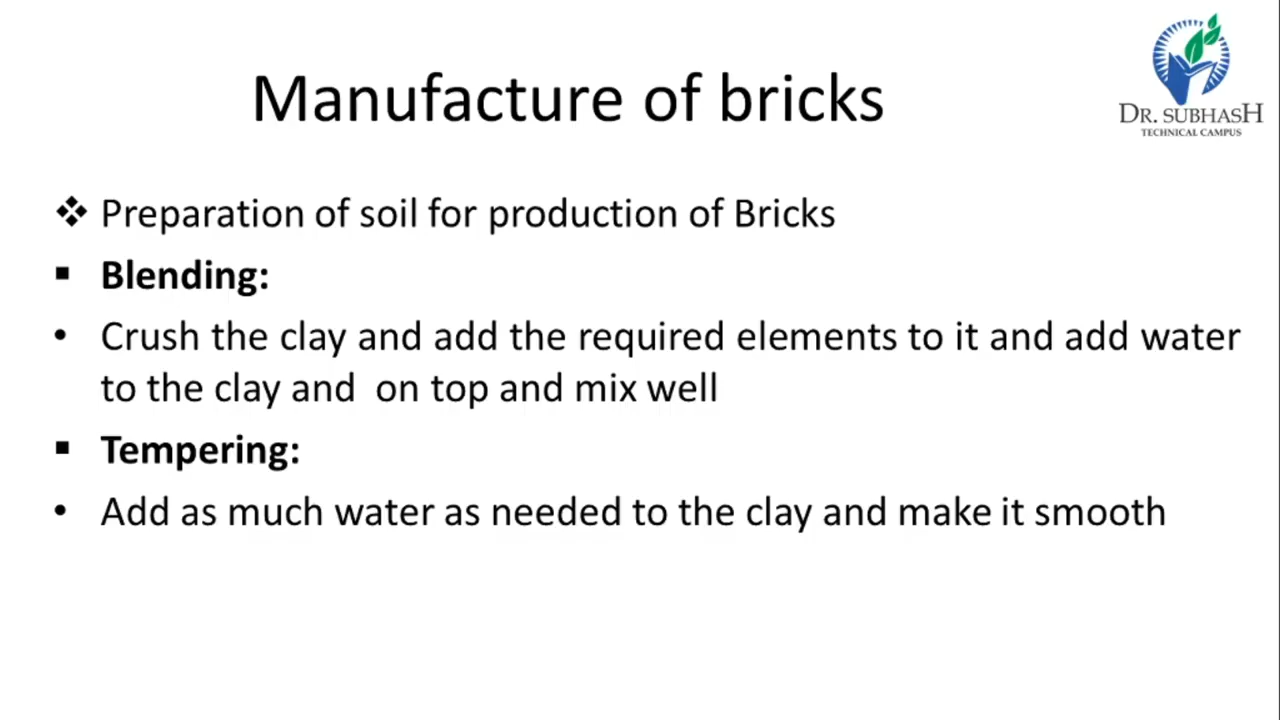 DR. SUBHASH
TECHNICAL CAMPUS
Manufacture of bricks
❖ Preparation of soil for production of Bricks
▪ Blending:
• Crush the clay and add the required elements to it and add water
to the clay and  on top and mix well
▪ Tempering:
• Add as much water as needed to the clay and make it smooth